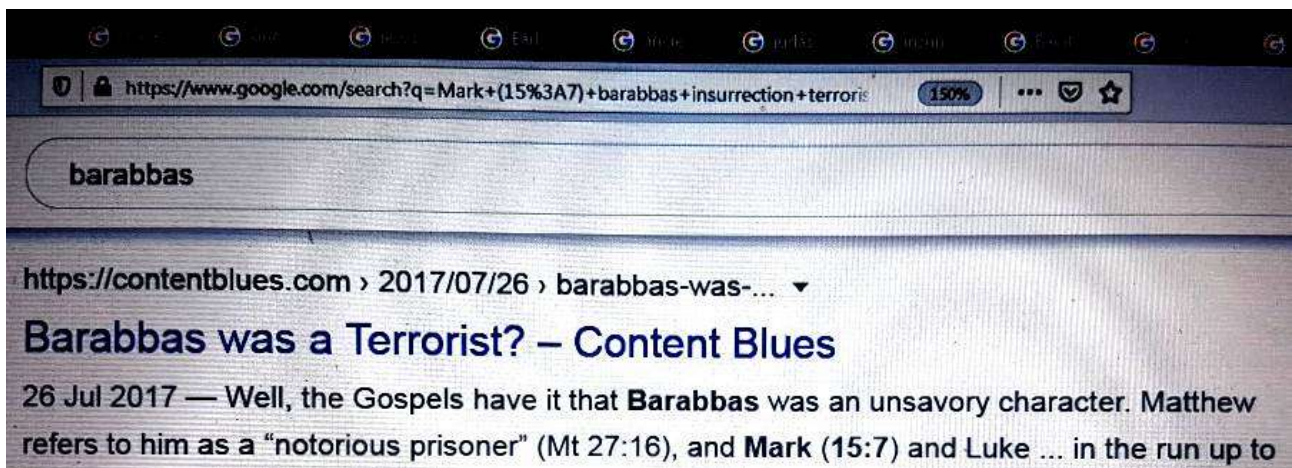 https://www.google.com/search?q=Mark+(15%3A7)+barabbas+insurrection+terroris
150%
barabbas
https://contentblues.com › 2017/07/26 › barabbas-was-...
Barabbas was a Terrorist? – Content Blues
26 Jul 2017 — Well, the Gospels have it that Barabbas was an unsavory character. Matthew
refers to him as a “notorious prisoner” (Mt 27:16), and Mark (15:7) and Luke ... in the run up to